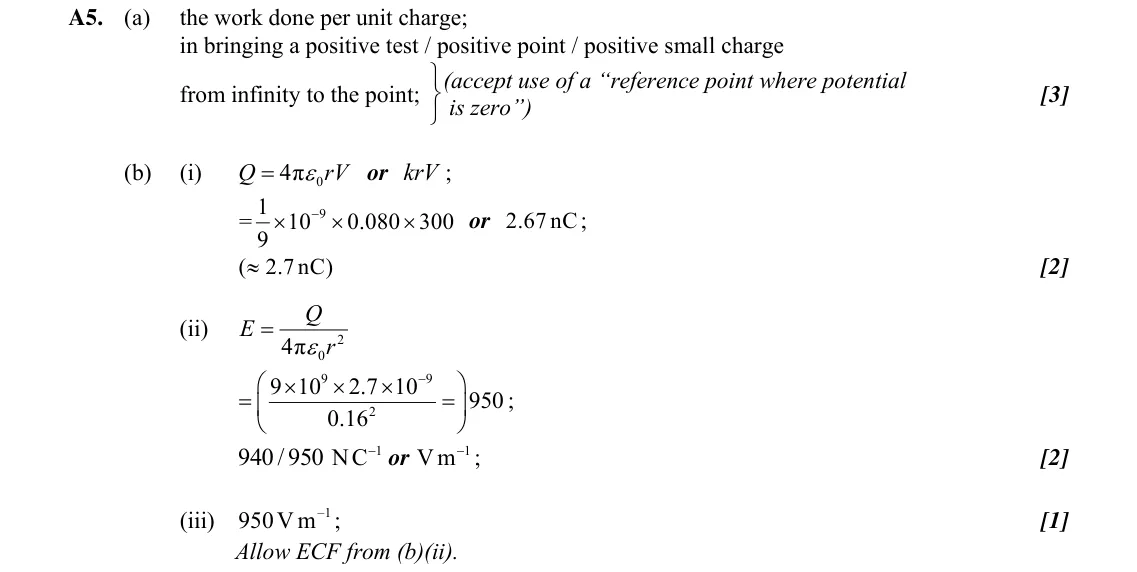 A5. (a) the work done per unit charge;
in bringing a positive test / positive point / positive small charge
from infinity to the point; } (accept use of a “reference point where potential
is zero”) [3]
(b) (i) Q = 4πε₀rV or krV ;
= 1/9 × 10⁻⁹ × 0.080 × 300 or 2.67 nC ;
(≈ 2.7 nC) [2]
(ii) E = Q / 4πε₀r²
= ( 9×10⁹ × 2.7×10⁻⁹ / 0.16² = ) 950 ;
940 / 950 N C⁻¹ or V m⁻¹ ; [2]
(iii) 950 V m⁻¹ ; [1]
Allow ECF from (b)(ii).